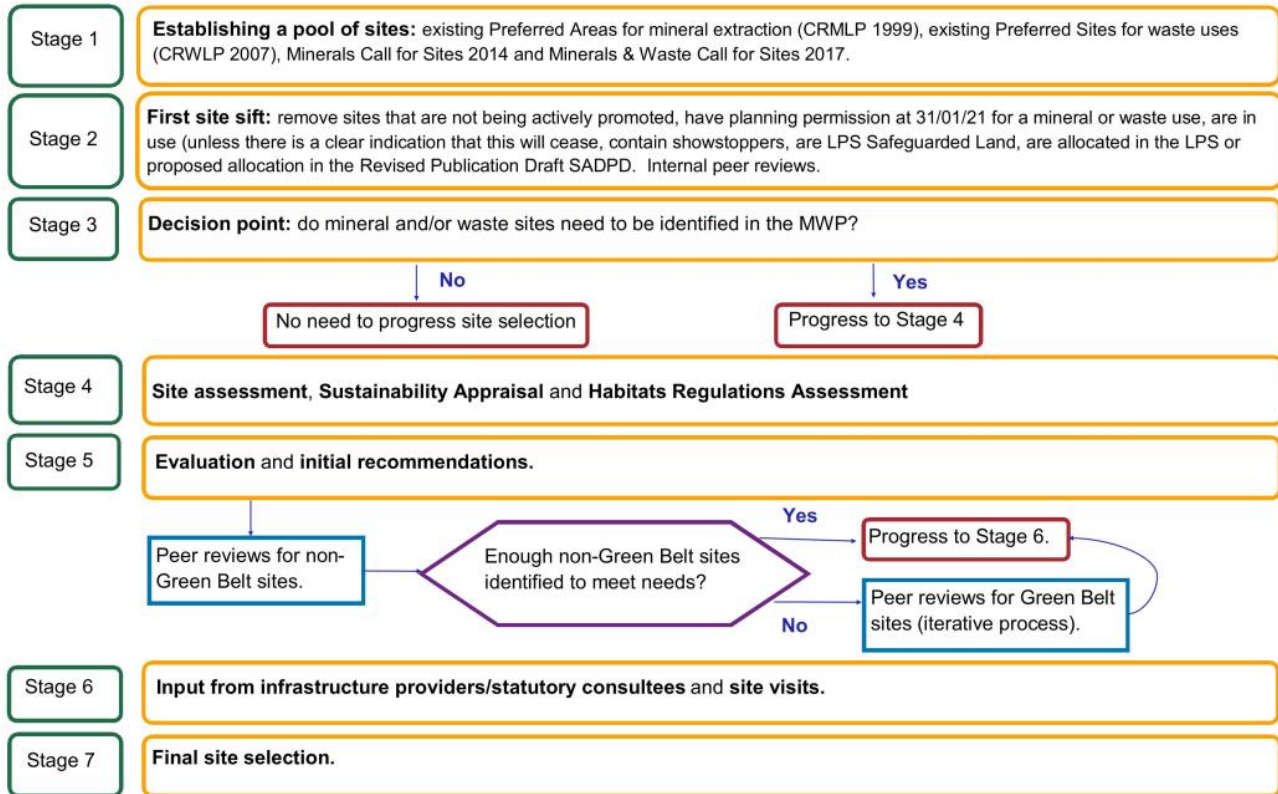 Stage 1
Establishing a pool of sites: existing Preferred Areas for mineral extraction (CRMLP 1999), existing Preferred Sites for waste uses
(CRWLP 2007), Minerals Call for Sites 2014 and Minerals & Waste Call for Sites 2017.
Stage 2
First site sift: remove sites that are not being actively promoted, have planning permission at 31/01/21 for a mineral or waste use, are in
use (unless there is a clear indication that this will cease, contain showstoppers, are LPS Safeguarded Land, are allocated in the LPS or
proposed allocation in the Revised Publication Draft SADPD. Internal peer reviews.
Stage 3
Decision point: do mineral and/or waste sites need to be identified in the MWP?
No
Yes
No need to progress site selection
Progress to Stage 4
Stage 4
Site assessment, Sustainability Appraisal and Habitats Regulations Assessment
Stage 5
Evaluation and initial recommendations.
Peer reviews for non-
Green Belt sites.
Enough non-Green Belt sites
identified to meet needs?
Yes
Progress to Stage 6.
No
Peer reviews for Green Belt
sites (iterative process).
Stage 6
Input from infrastructure providers/statutory consultees and site visits.
Stage 7
Final site selection.